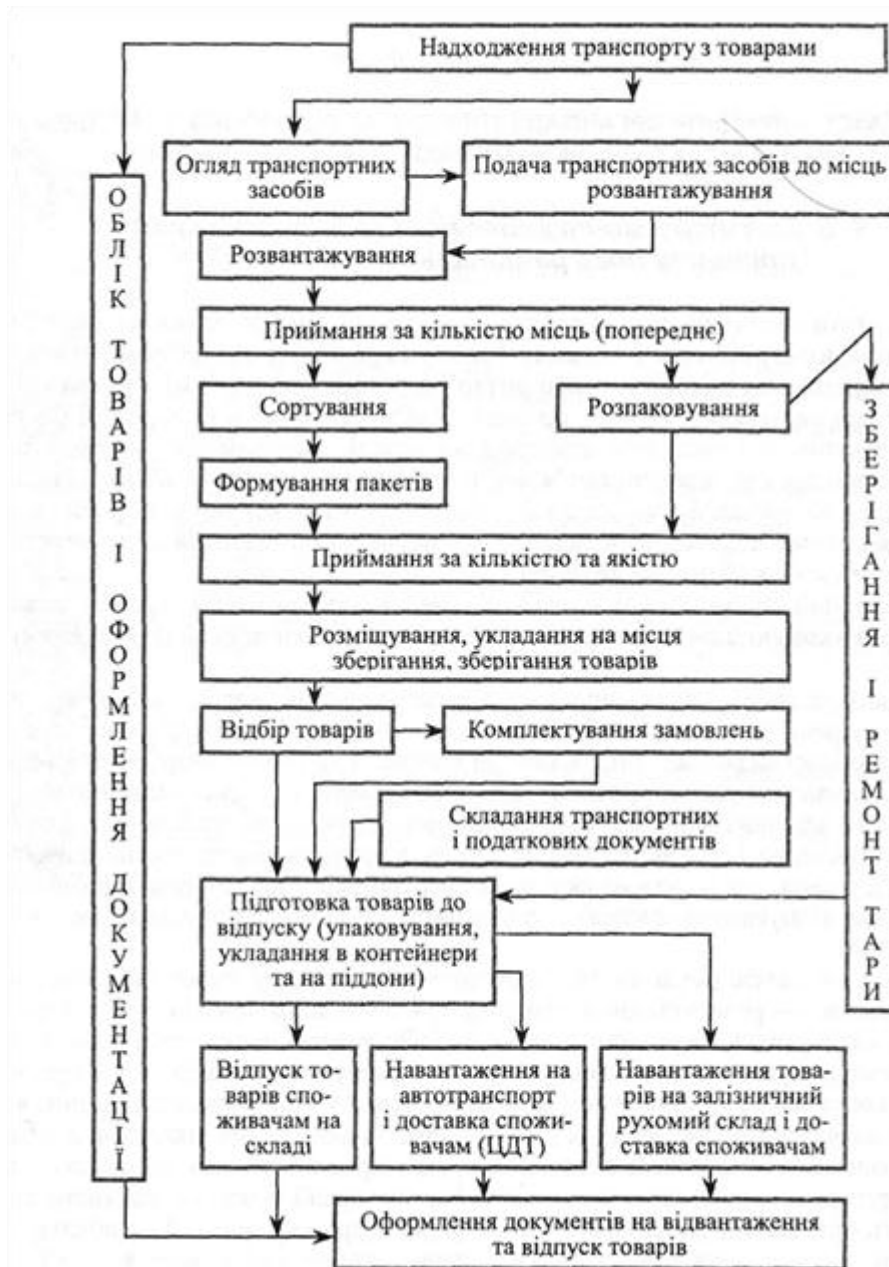 Надходження транспорту з товарами
Огляд транспортних
засобів
Подача транспортних засобів до місць
розвантажування
ОБЛІК ТОВАРІВ І ОФОРМЛЕННЯ ДОКУМЕНТАЦІЇ
Розвантажування
Приймання за кількістю місць (попереднє)
Сортування
Розпаковування
ЗБЕРІГАННЯ І РЕМОНТ ТАРИ
Формування пакетів
Приймання за кількістю та якістю
Розміщування, укладання на місця
зберігання, зберігання товарів
Відбір товарів
Комплектування замовлень
Складання транспортних
і податкових документів
Підготовка товарів до
відпуску (упаковування,
укладання в контейнери
та на піддони)
Відпуск то-
варів спо-
живачам на
складі
Навантаження на
автотранспорт
і доставка спожи-
вачам (ЦДТ)
Навантаження това-
рів на залізничний
рухомий склад і до-
ставка споживачам
Оформлення документів на відвантаження
та відпуск товарів